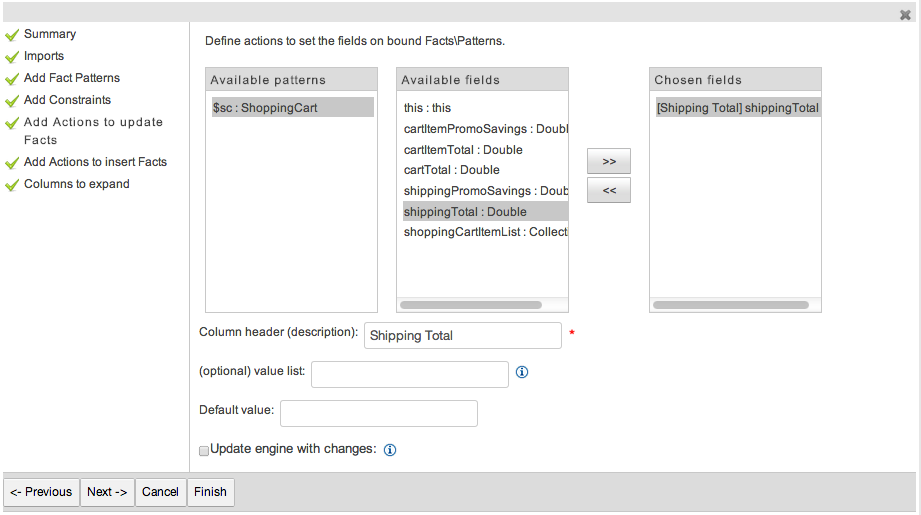 Summary
Imports
Add Fact Patterns
Add Constraints
Add Actions to update
Facts
Add Actions to insert Facts
Columns to expand
Define actions to set the fields on bound Facts\Patterns.
Available patterns
$sc : ShoppingCart
Available fields
this : this
cartItemPromoSavings : Doubl
cartItemTotal : Double
cartTotal : Double
shippingPromoSavings : Doub
shippingTotal : Double
shoppingCartItemList : Collect
>>
<<
Chosen fields
[Shipping Total] shippingTotal
Column header (description): Shipping Total *
(optional) value list:
Default value:
Update engine with changes:
<- Previous Next -> Cancel Finish